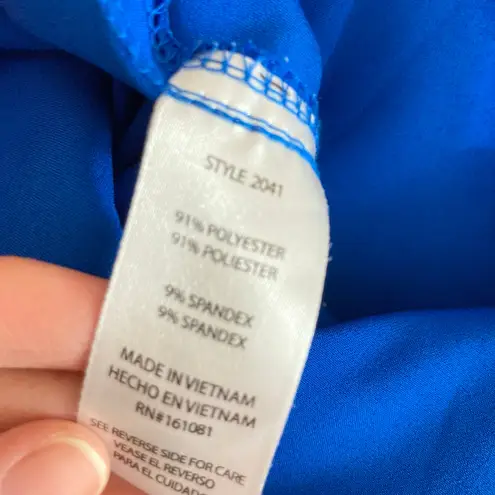 STYLE 2041
91% POLYESTER
91% POLIESTER
9% SPANDEX
9% SPANDEX
MADE IN VIETNAM
HECHO EN VIETNAM
RN#161081
SEE REVERSE SIDE FOR CARE
VEASE EL REVERSO
PARA EL CUIDADO